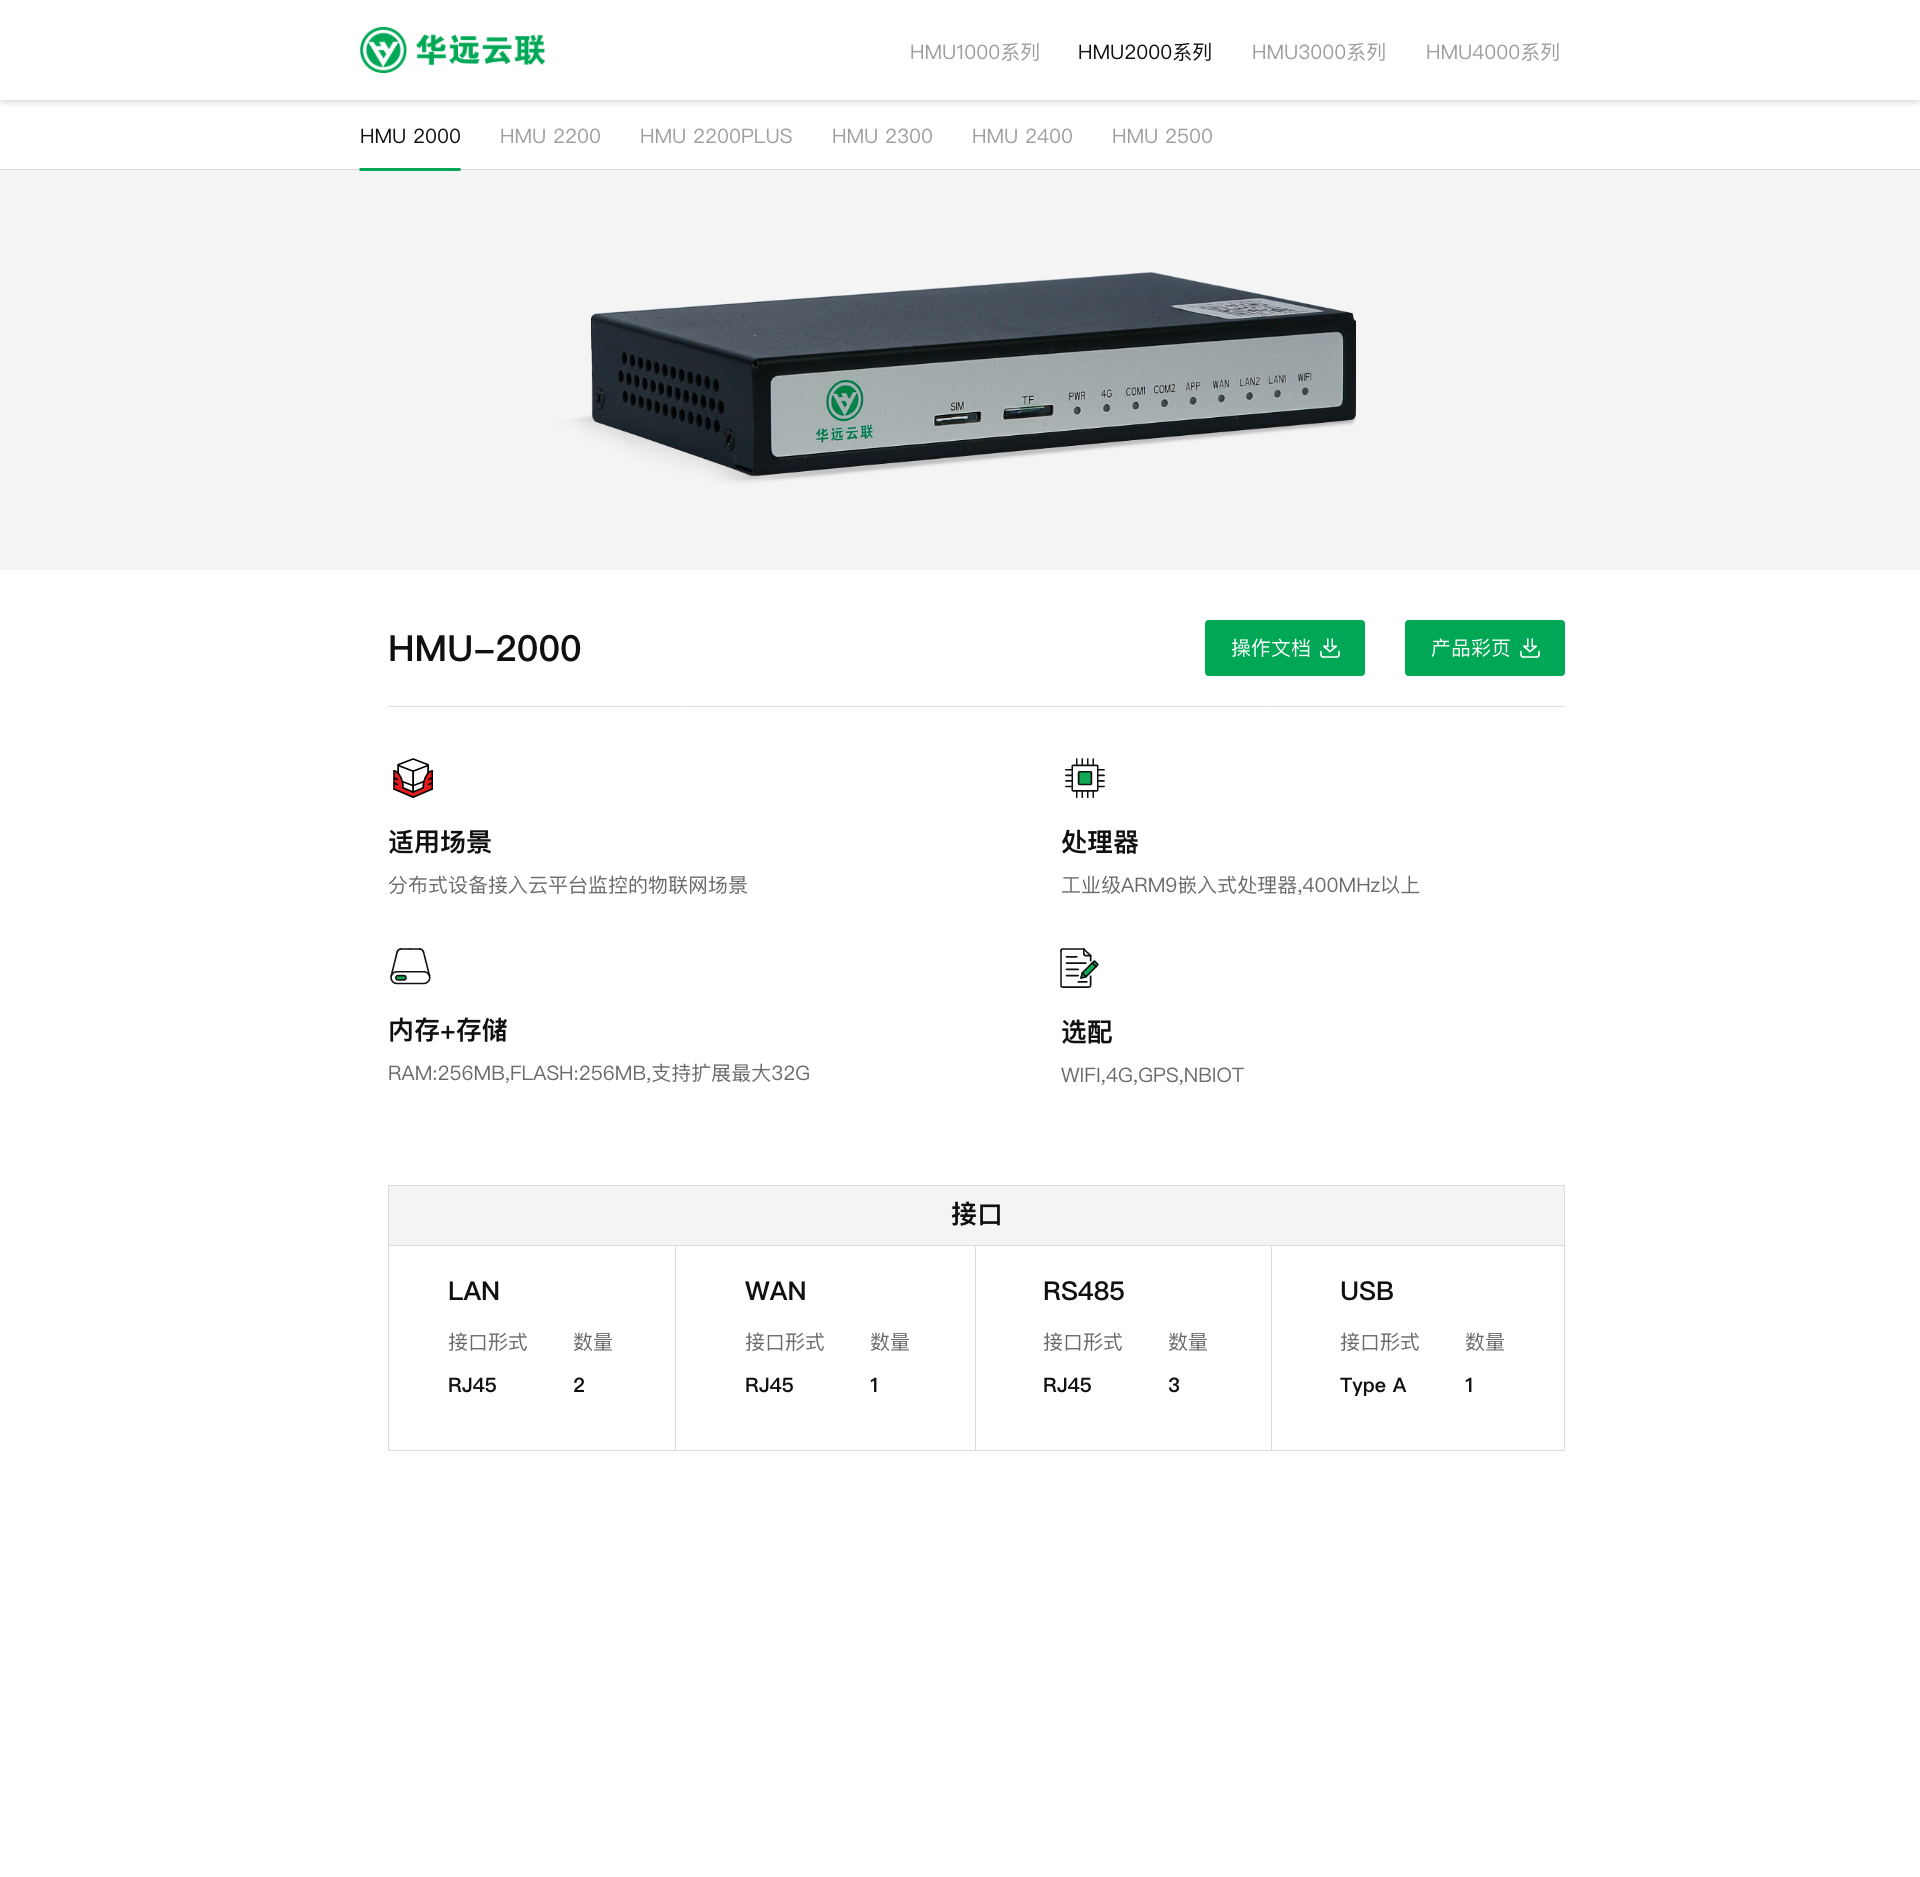 华远云联
HMU1000系列 HMU2000系列 HMU3000系列 HMU4000系列
HMU 2000 HMU 2200 HMU 2200PLUS HMU 2300 HMU 2400 HMU 2500
华远云联 SIM TF PWR 4G COM1 COM2 APP WAN LAN2 LAN1 WIFI
HMU-2000 操作文档 产品彩页
适用场景 处理器
分布式设备接入云平台监控的物联网场景 工业级ARM9嵌入式处理器,400MHz以上
内存+存储 选配
RAM:256MB,FLASH:256MB,支持扩展最大32G WIFI,4G,GPS,NBIOT
接口
LAN WAN RS485 USB
接口形式 数量 接口形式 数量 接口形式 数量 接口形式 数量
RJ45 2 RJ45 1 RJ45 3 Type A 1